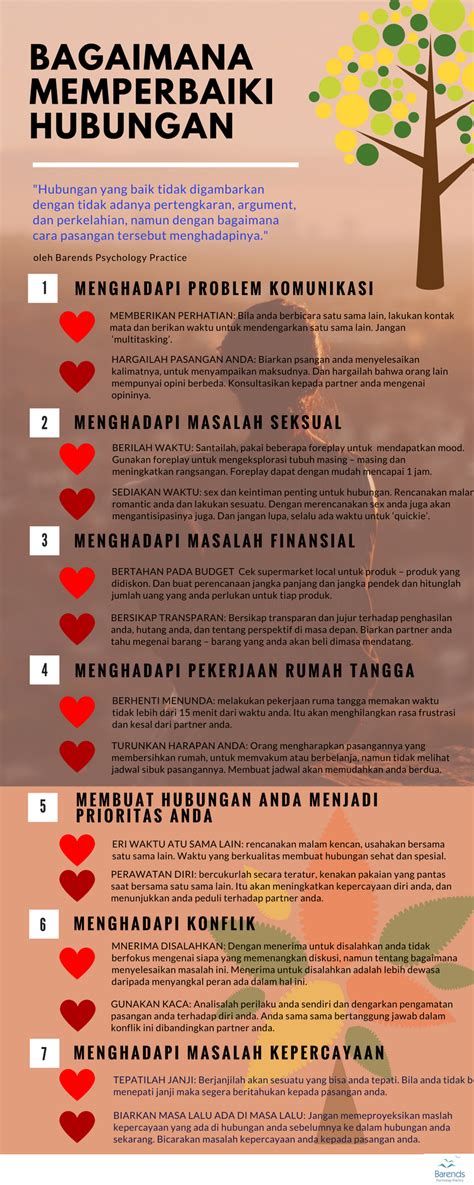 BAGAIMANA
MEMPERBAIKI
HUBUNGAN
"Hubungan yang baik tidak digambarkan
dengan tidak adanya pertengkaran, argument,
dan perkelahian, namun dengan bagaimana
cara pasangan tersebut menghadapinya."
oleh Barends Psychology Practice
1 MENGHADAPI PROBLEM KOMUNIKASI
MEMBERIKAN PERHATIAN: Bila anda berbicara satu sama lain, lakukan kontak
mata dan berikan waktu untuk mendengarkan satu sama lain. Jangan
'multitasking'.
HARGAILAH PASANGAN ANDA: Biarkan psangan anda menyelesaikan
kalimatnya, untuk menyampaikan maksudnya. Dan hargailah bahwa orang lain
mempunyai opini berbeda. Konsultasikan kepada partner anda mengenai
opininya.
2 MENGHADAPI MASALAH SEKSUAL
BERILAH WAKTU: Santailah, pakai beberapa foreplay untuk mendapatkan mood.
Gunakan foreplay untuk mengeksplorasi tubuh masing – masing dan
meningkatkan rangsangan. Foreplay dapat dengan mudah mencapai 1 jam.
SEDIAKAN WAKTU: sex dan keintiman penting untuk hubungan. Rencanakan malam
romantic anda dan lakukan sesuatu. Dengan merencanakan sex anda juga akan
mengantisipasinya juga. Dan jangan lupa, selalu ada waktu untuk 'quickie'.
3 MENGHADAPI MASALAH FINANSIAL
BERTAHAN PADA BUDGET Cek supermarket local untuk produk – produk yang
didiskon. Dan buat perencanaan jangka panjang dan jangka pendek dan hitunglah
jumlah uang yang anda perlukan untuk tiap produk.
BERSIKAP TRANSPARAN: Bersikap transparan dan jujur terhadap penghasilan
anda, hutang anda, dan tentang perspektif di masa depan. Biarkan partner anda
tahu megenai barang – barang yang anda akan beli dimasa mendatang.
4 MENGHADAPI PEKERJAAN RUMAH TANGGA
BERHENTI MENUNDA: melakukan pekerjaan ruma tangga memakan waktu
tidak lebih dari 15 menit dari waktu anda. Itu akan menghilangkan rasa frustrasi
dan kesal dari partner anda.
TURUNKAN HARAPAN ANDA: Orang mengharapkan pasangannya yang
membersihkan rumah, untuk memvakum atau berbelanja, namun tidak melihat
jadwal sibuk pasangannya. Membuat jadwal akan memudahkan anda berdua.
5 MEMBUAT HUBUNGAN ANDA MENJADI
PRIORITAS ANDA
ERI WAKTU ATU SAMA LAIN: rencanakan malam kencan, usahakan bersama
satu sama lain. Waktu yang berkualitas membuat hubungan sehat dan spesial.
PERAWATAN DIRI: bercukurlah secara teratur, kenakan pakaian yang pantas
saat bersama satu sama lain. Itu akan meningkatkan kepercayaan diri anda, dan
menunjukkan anda peduli terhadap partner anda.
6 MENGHADAPI KONFLIK
MNERIMA DISALAHKAN: Dengan menerima untuk disalahkan anda tidak
berfokus mengenai siapa yang memenangkan diskusi, namun tentang bagaimana
menyelesaikan masalah ini. Menerima untuk disalahkan adalah lebih dewasa
daripada menyangkal peran ada dalam hal ini.
GUNAKAN KACA: Analisalah perilaku anda sendiri dan dengarkan pengamatan
pasangan anda terhadap diri anda. Anda sama sama bertanggung jawab dalam
konflik ini dibandingkan partner anda.
7 MENGHADAPI MASALAH KEPERCAYAAN
TEPATILAH JANJI: Berjanjilah akan sesuatu yang bisa anda tepati. Bila anda tidak b
menepati janji maka segera beritahukan kepada pasangan anda.
BIARKAN MASA LALU ADA DI MASA LALU: Jangan memeproyeksikan maslah
kepercayaan yang ada di hubungan anda sebelumnya ke dalam hubungan anda
sekarang. Bicarakan masalah kepercayaan anda kepada pasangan anda.
Barends
Psychology Practice